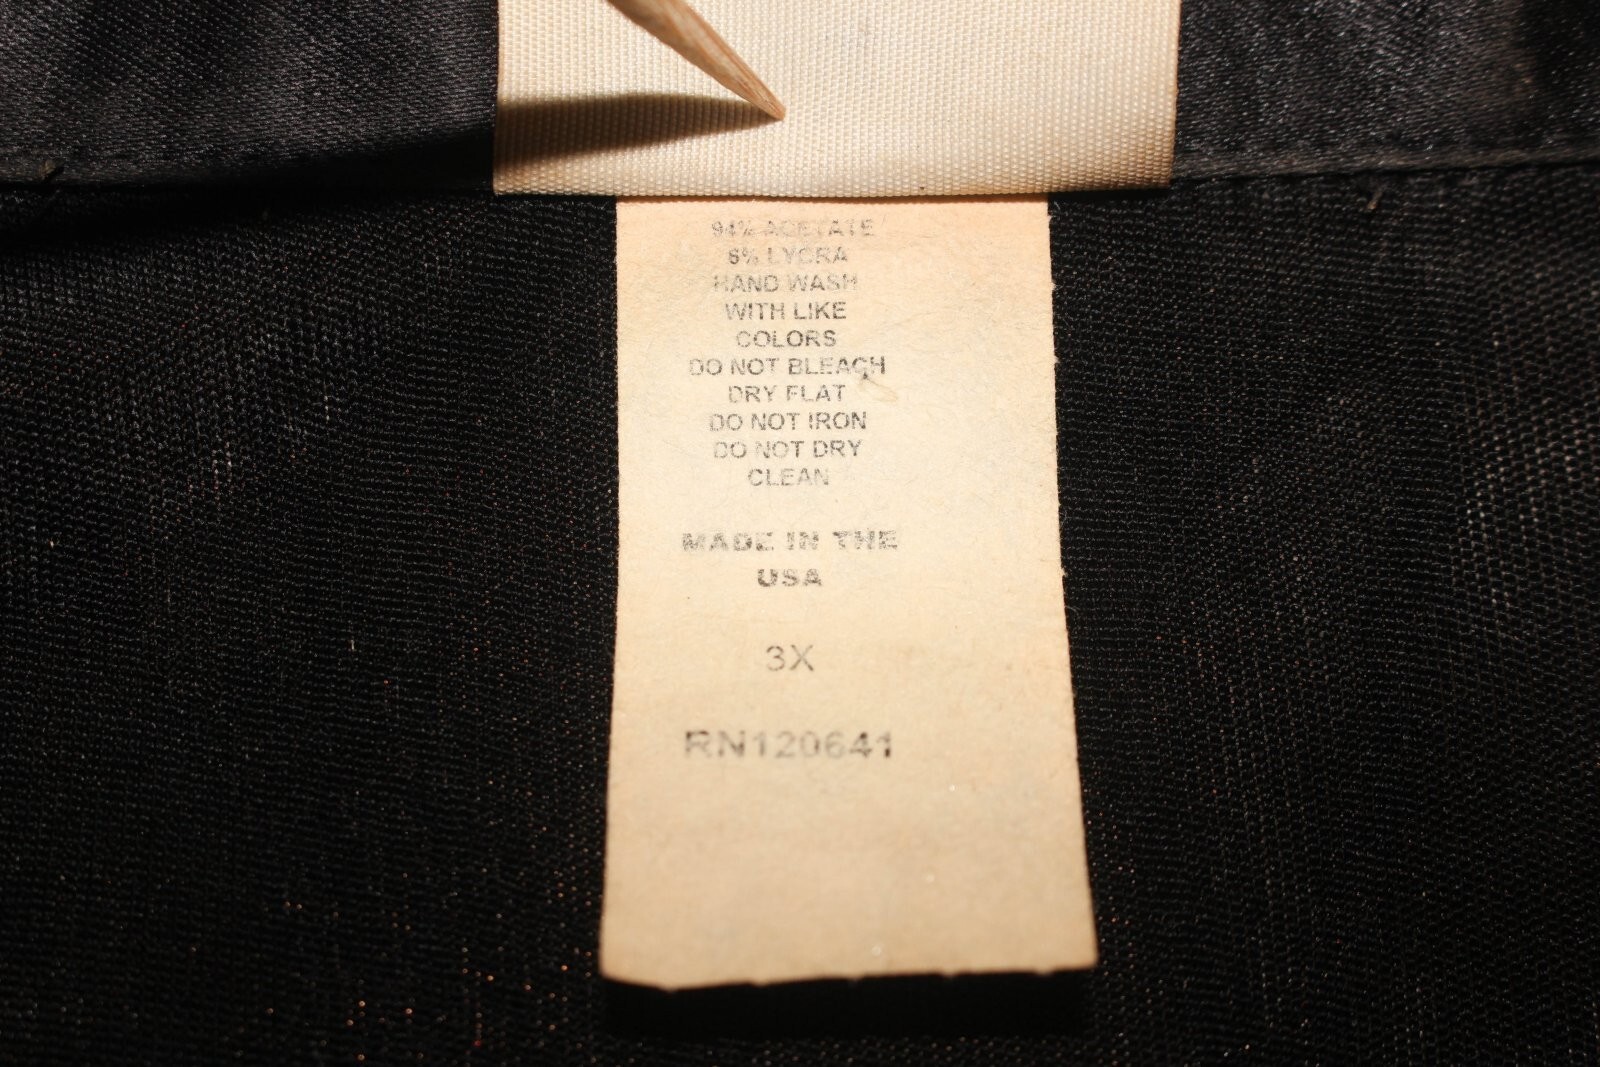 94% ACETATE
6% LYCRA
HAND WASH
WITH LIKE
COLORS
DO NOT BLEACH
DRY FLAT
DO NOT IRON
DO NOT DRY
CLEAN
MADE IN THE
USA
3X
RN120641